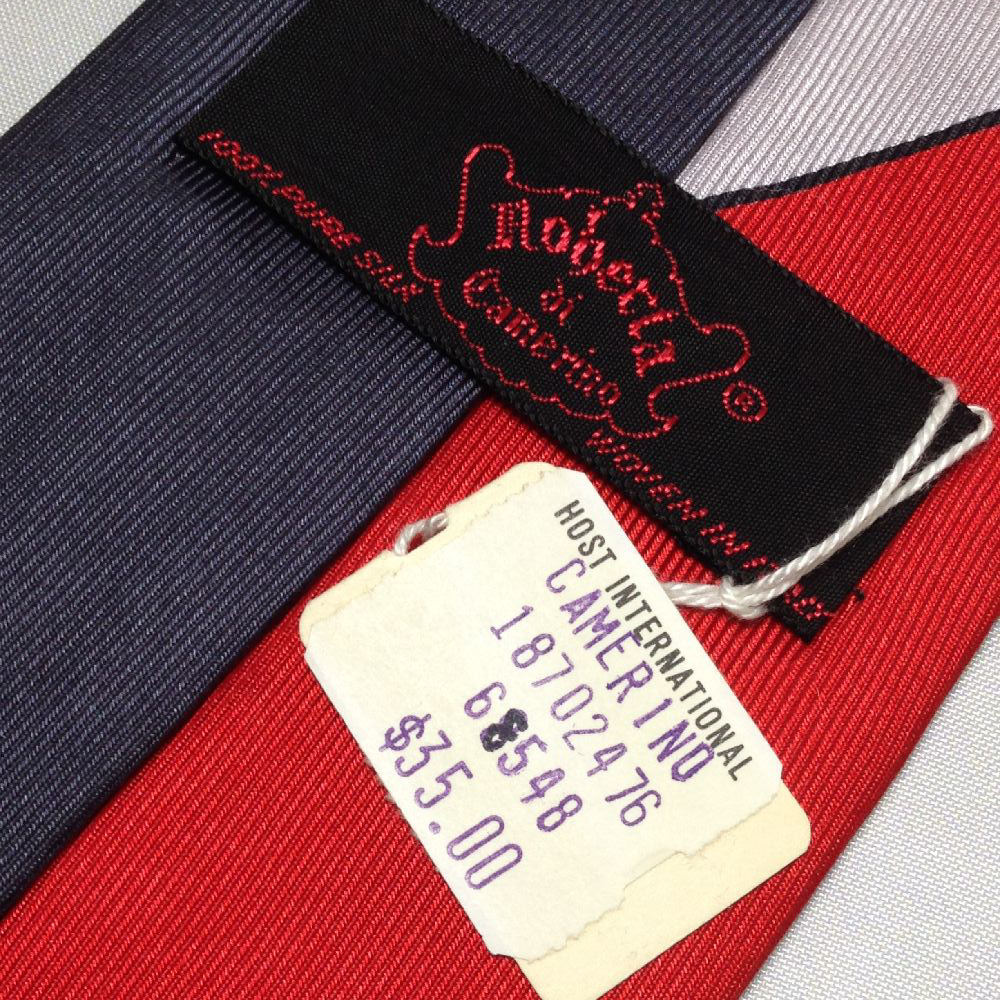 100% PURE SILK
Roberta
di
Camerino
®
WOVEN IN
HOST INTERNATIONAL
CAMERINO
18702476
68548
$35.00